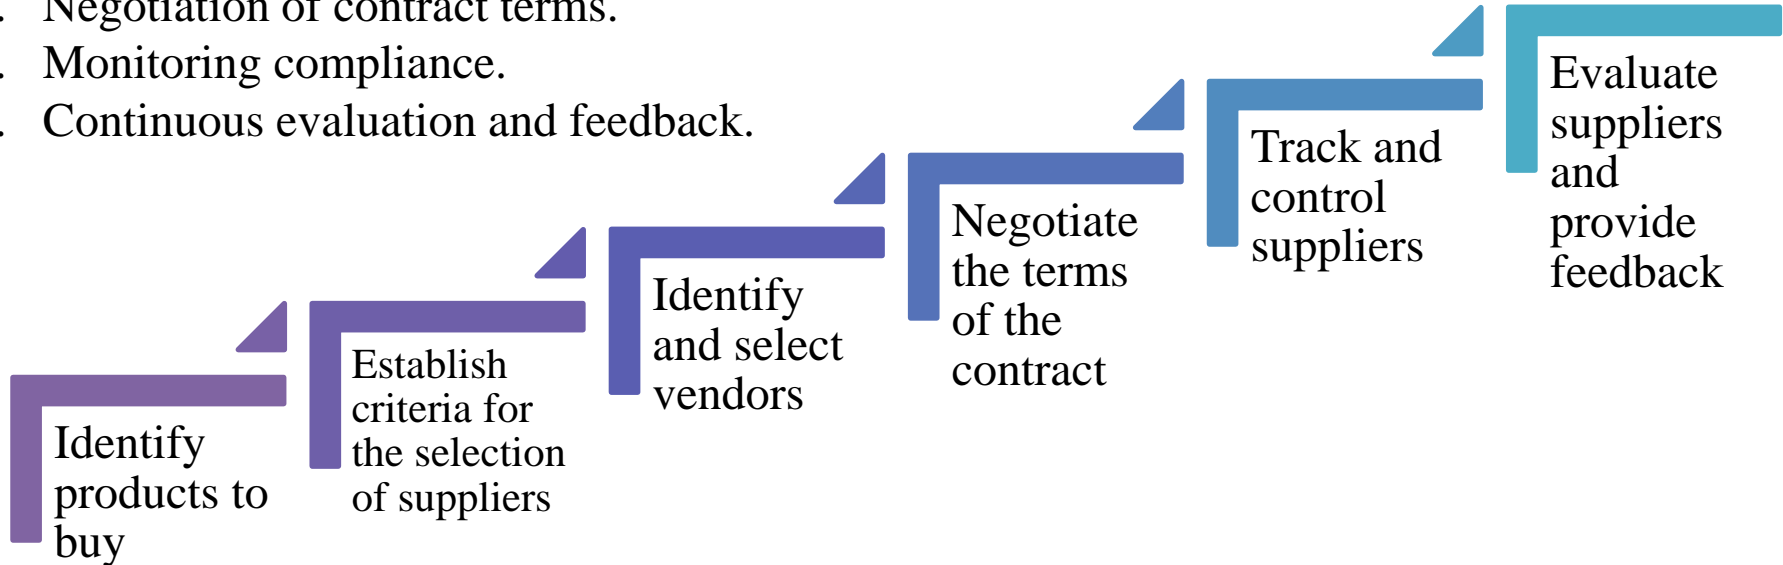 . Negotiation of contract terms.
. Monitoring compliance.
. Continuous evaluation and feedback.
Identify
products to
buy
Establish
criteria for
the selection
of suppliers
Identify
and select
vendors
Negotiate
the terms
of the
contract
Track and
control
suppliers
Evaluate
suppliers
and
provide
feedback